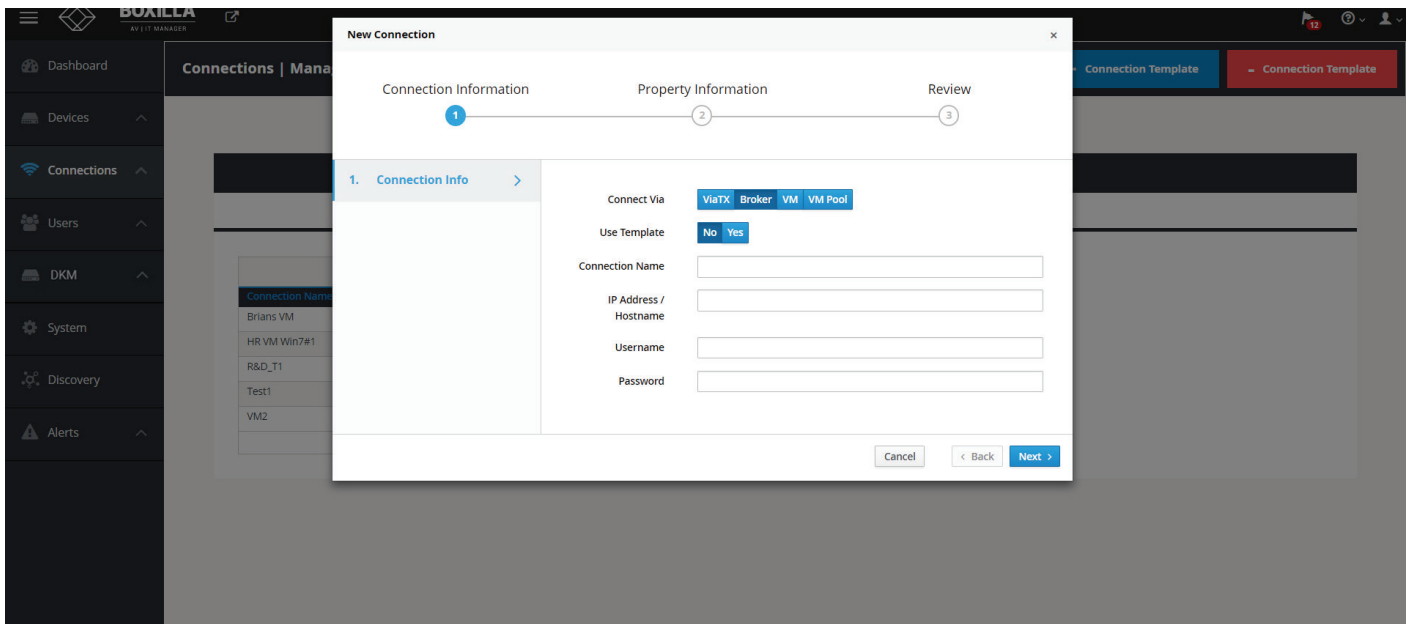 BOXILLA
AV | IT MANAGER
12
Dashboard
Devices
Connections
Users
DKM
System
Discovery
Alerts
Connections | Mana
Connection Template
– Connection Template
Connection Name
Brians VM
HR VM Win7#1
R&D_T1
Test1
VM2
New Connection
×
Connection Information
Property Information
Review
1
2
3
1. Connection Info >
Connect Via
ViaTX Broker VM VM Pool
Use Template
No Yes
Connection Name
IP Address /
Hostname
Username
Password
Cancel
< Back
Next >